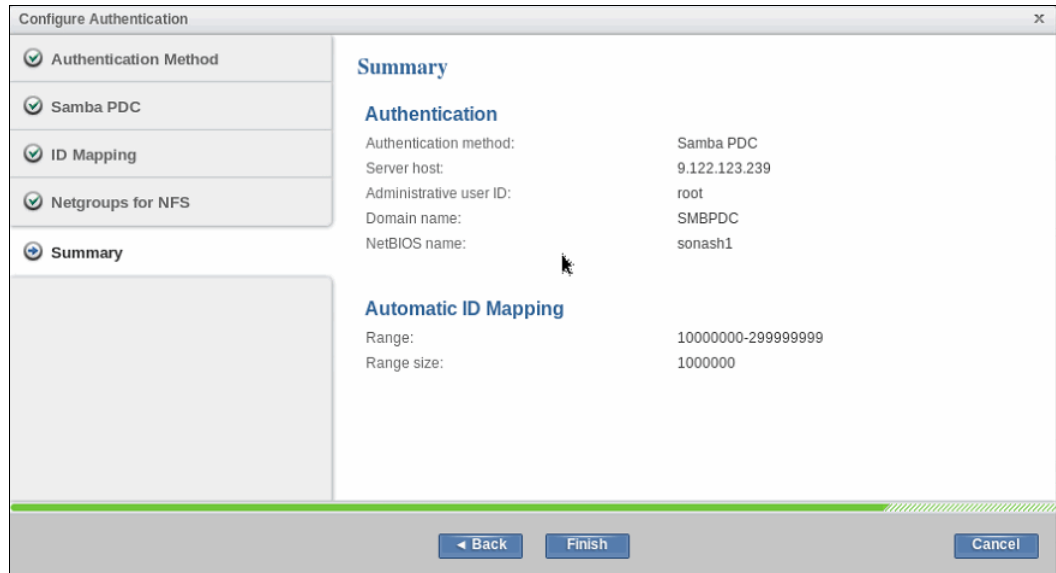 Configure Authentication x
Authentication Method
Samba PDC
ID Mapping
Netgroups for NFS
Summary
Summary
Authentication
Authentication method: Samba PDC
Server host: 9.122.123.239
Administrative user ID: root
Domain name: SMBPDC
NetBIOS name: sonash1
Automatic ID Mapping
Range: 10000000-299999999
Range size: 1000000
◄ Back Finish Cancel